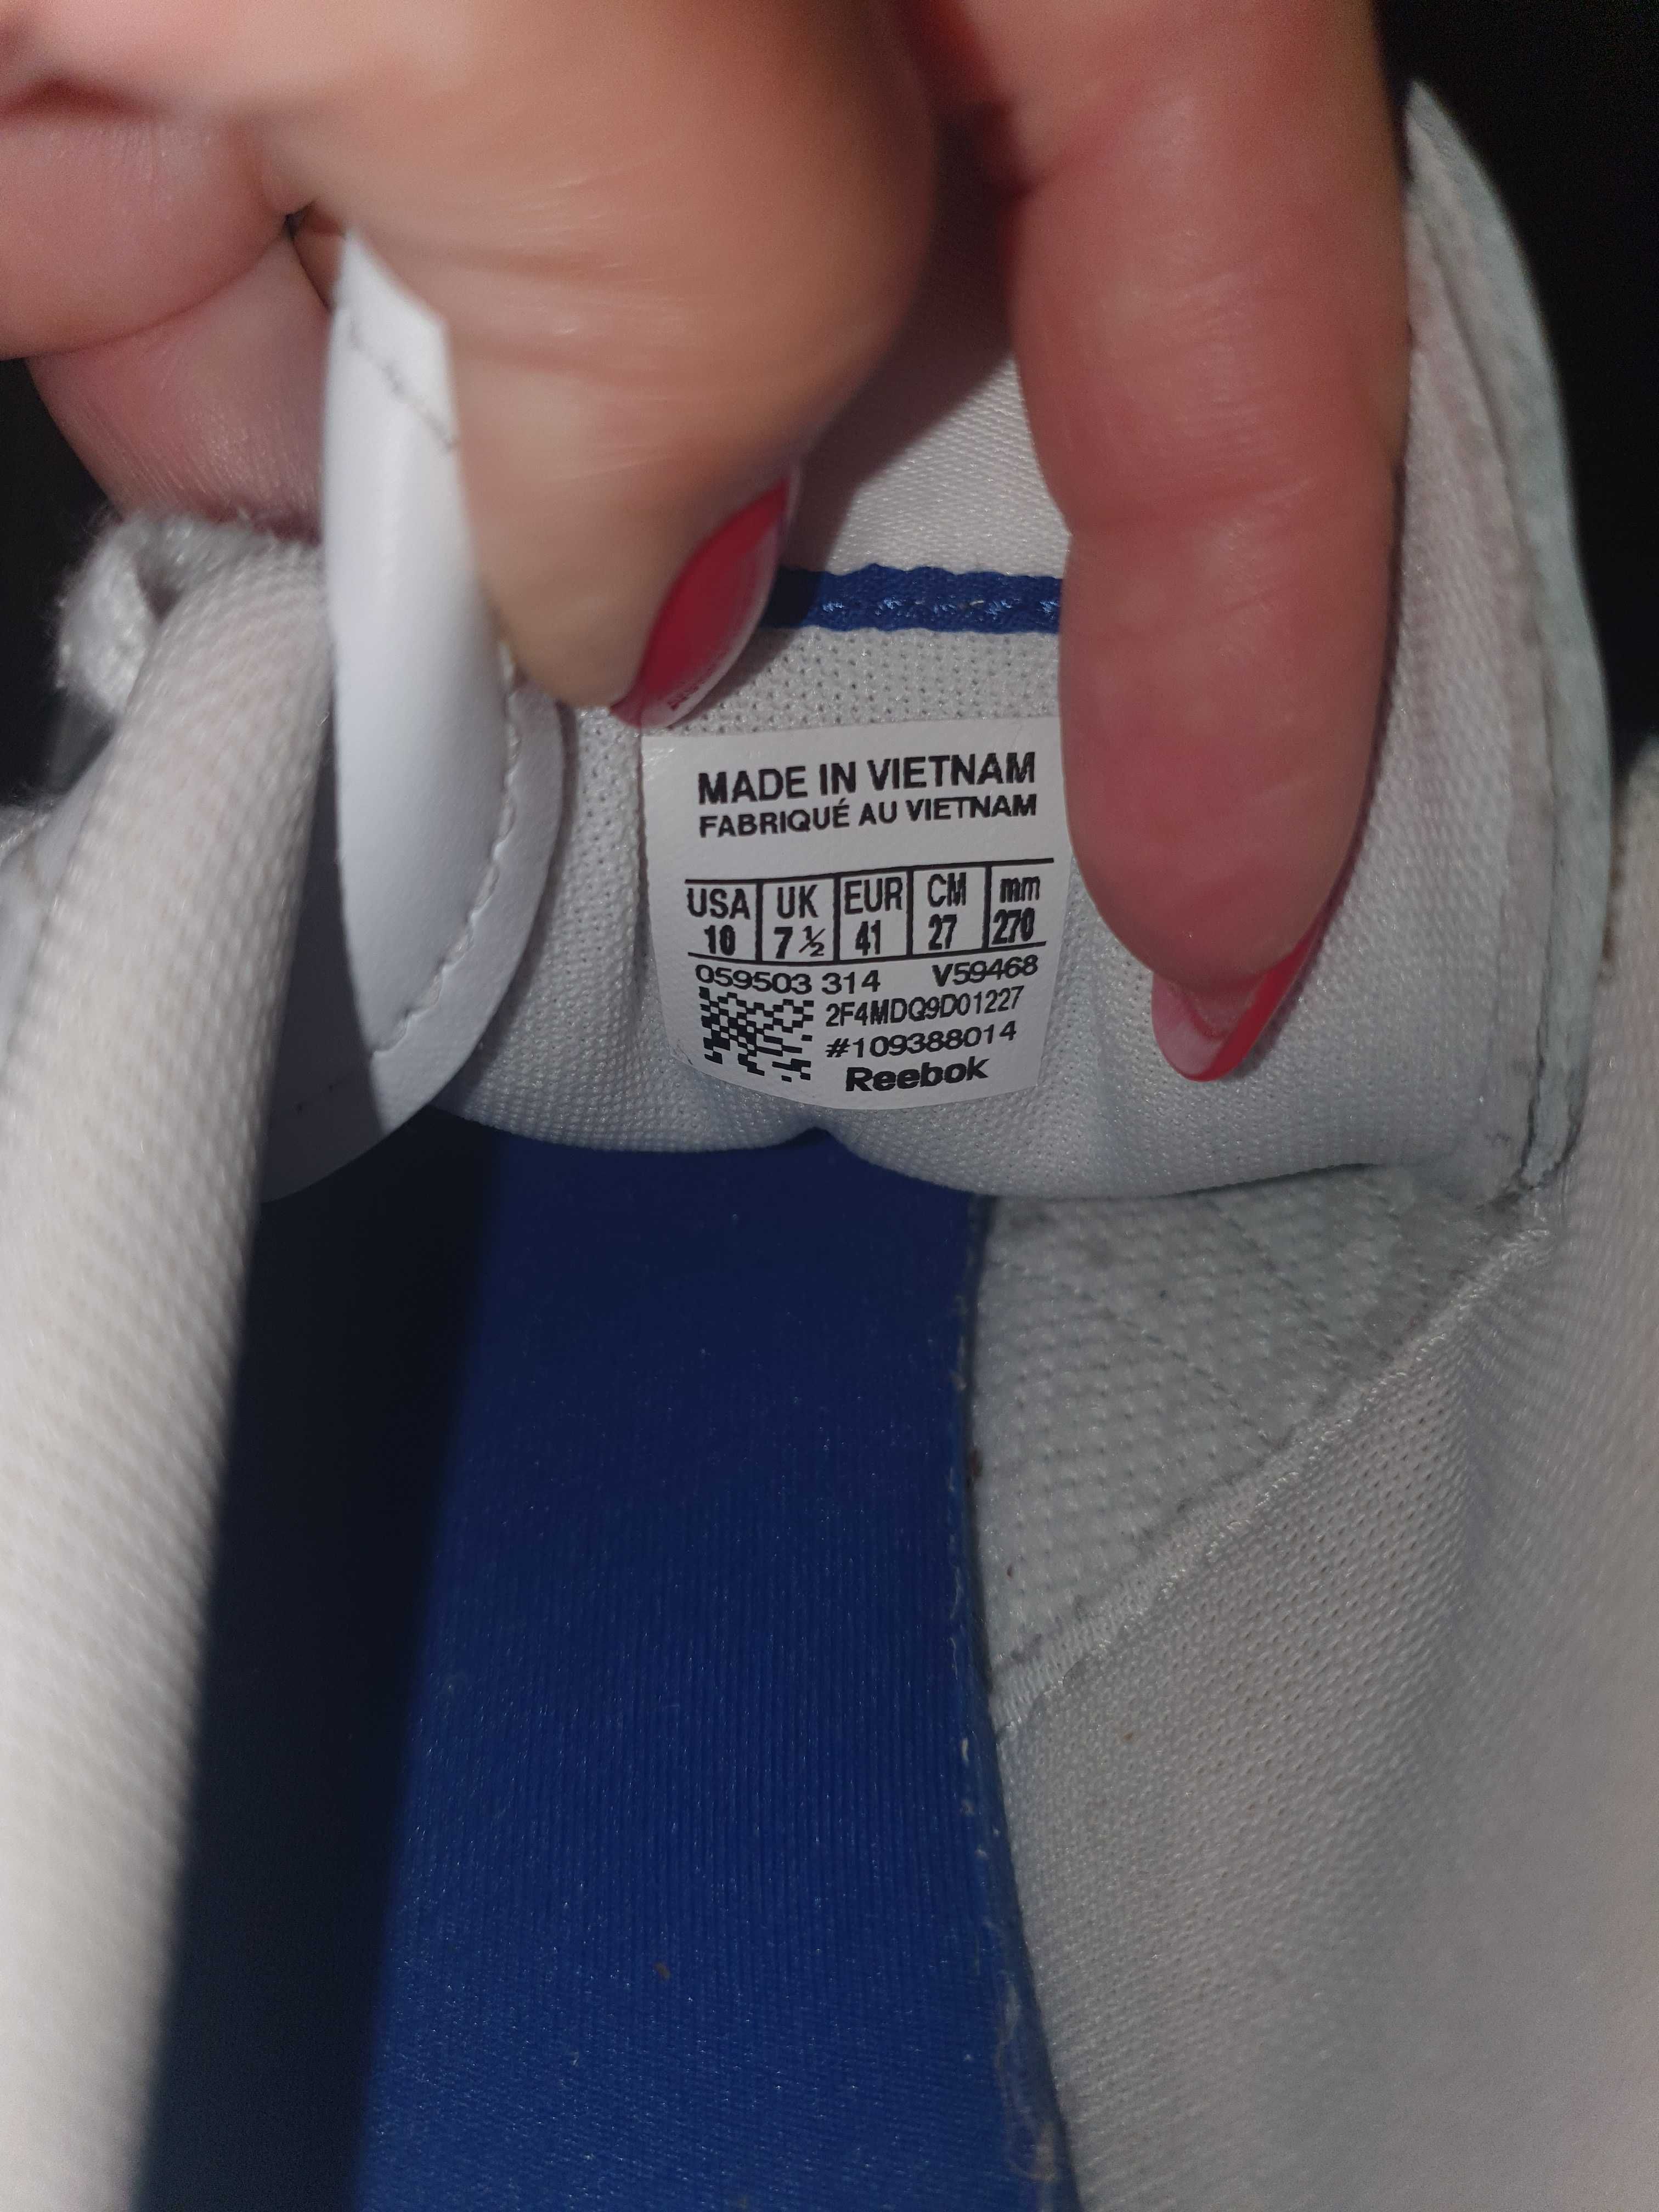 MADE IN VIETNAM
FABRIQUÉ AU VIETNAM
USA UK EUR CM mm
10 7 ½ 41 27 270
059503 314 V59468
2F4MDQ9D01227
#109388014
Reebok